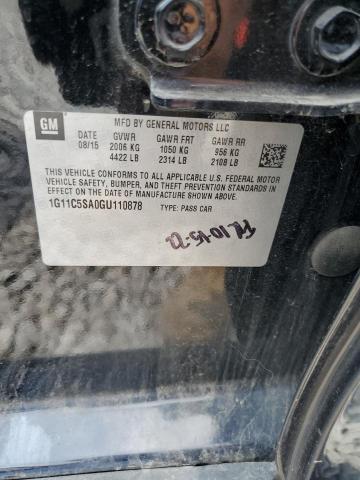 GM
MFD BY GENERAL MOTORS LLC
DATE GVWR GAWR FRT GAWR RR
08/15 2006 KG 1050 KG 956 KG
4422 LB 2314 LB 2108 LB
THIS VEHICLE CONFORMS TO ALL APPLICABLE U.S. FEDERAL MOTOR
VEHICLE SAFETY, BUMPER, AND THEFT PREVENTION STANDARDS
IN EFFECT ON THE DATE OF MANUFACTURE SHOWN ABOVE.
1G11C5SA0GU110878 TYPE: PASS CAR